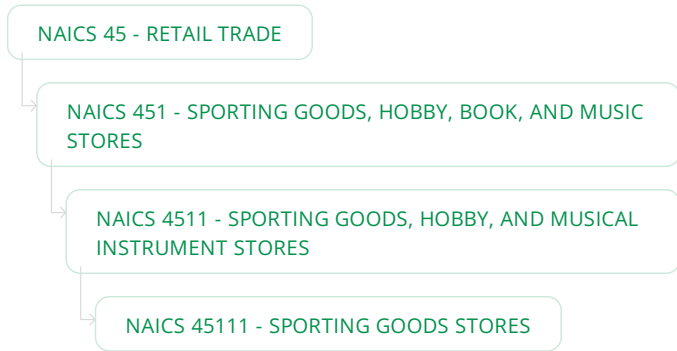 NAICS 45 - RETAIL TRADE
NAICS 451 - SPORTING GOODS, HOBBY, BOOK, AND MUSIC
STORES
NAICS 4511 - SPORTING GOODS, HOBBY, AND MUSICAL
INSTRUMENT STORES
NAICS 45111 - SPORTING GOODS STORES